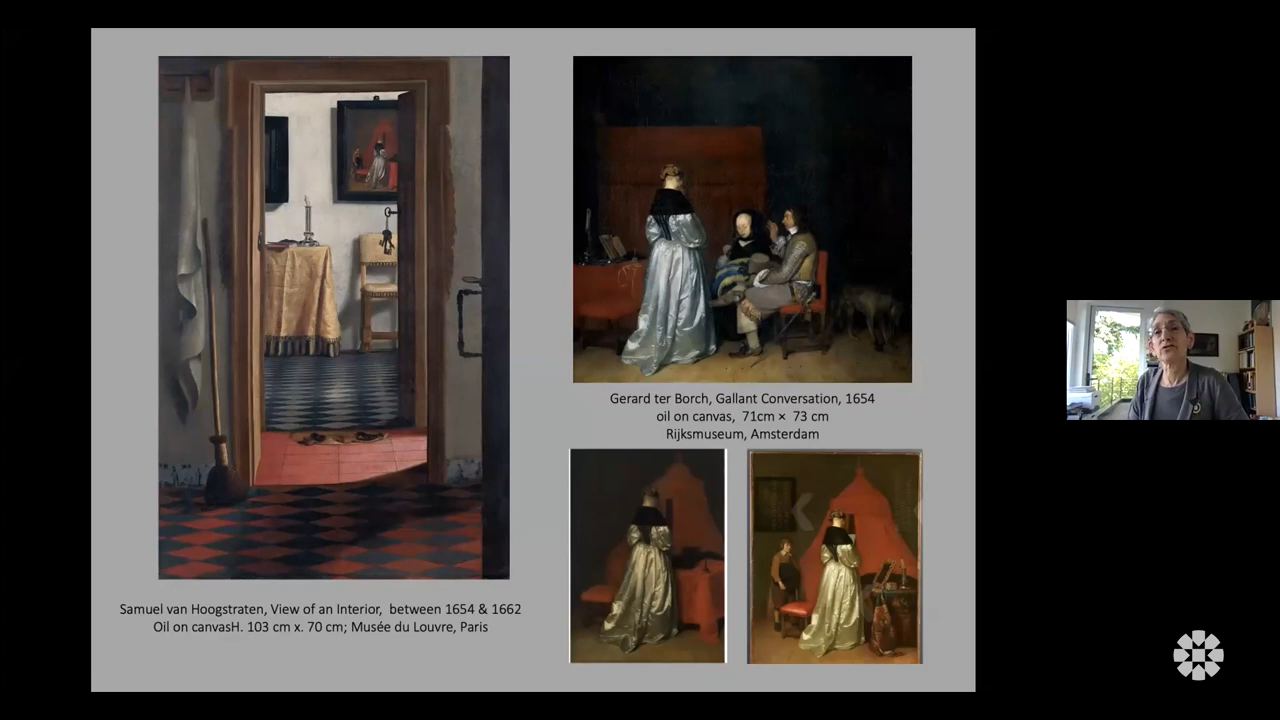 Gerard ter Borch, Gallant Conversation, 1654
oil on canvas,  71cm ×  73 cm
Rijksmuseum, Amsterdam
Samuel van Hoogstraten, View of an Interior,  between 1654 & 1662
Oil on canvasH. 103 cm x. 70 cm; Musée du Louvre, Paris